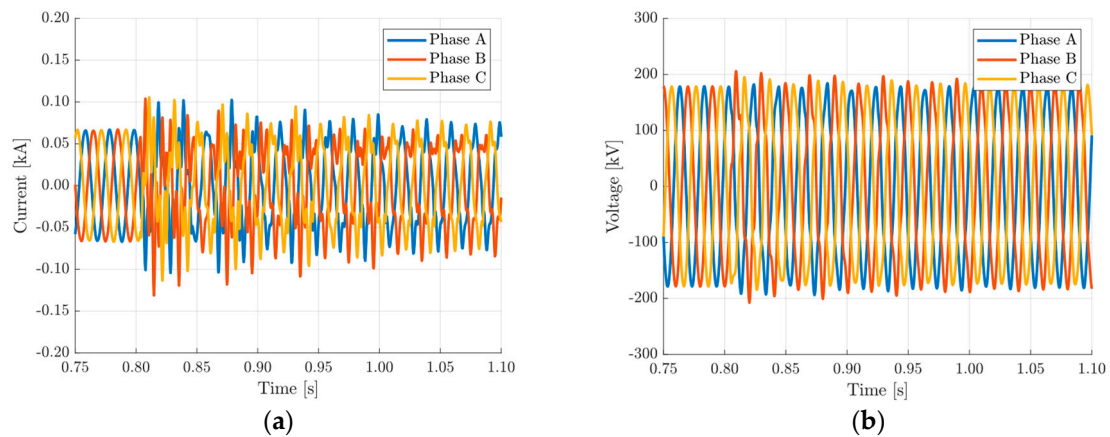 0.20
0.15
0.10
0.05
0.00
-0.05
-0.10
-0.15
-0.20
Current [kA]
Phase A
Phase B
Phase C
0.75 0.80 0.85 0.90 0.95 1.00 1.05 1.10
Time [s]
(a)
300
200
100
0
-100
-200
-300
Voltage [kV]
Phase A
Phase B
Phase C
0.75 0.80 0.85 0.90 0.95 1.00 1.05 1.10
Time [s]
(b)